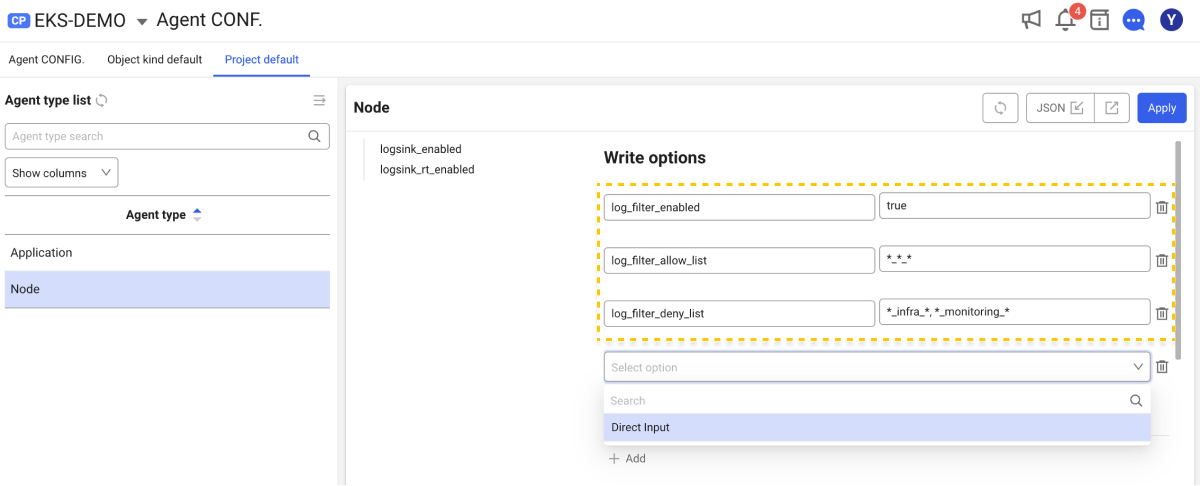 CP EKS-DEMO Agent CONF.
4
Y
Agent CONFIG. Object kind default Project default
Agent type list
Agent type search
Show columns
Agent type
Application
Node
Node
JSON
Apply
logsink_enabled
logsink_rt_enabled
Write options
log_filter_enabled true
log_filter_allow_list *_*_*
log_filter_deny_list *_infra_*, *_monitoring_*
Select option
Search
Direct Input
Add